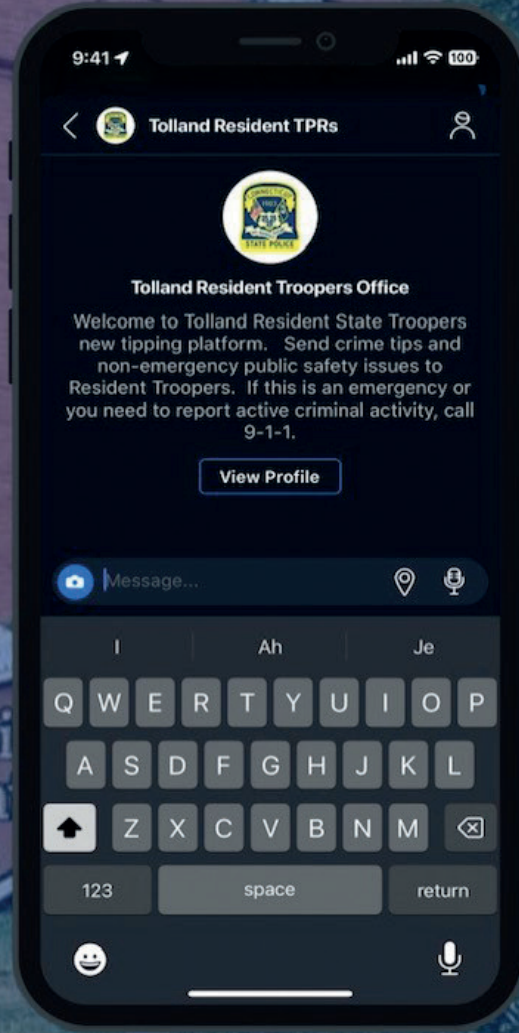 9:41
100
Tolland Resident TPRs
CONNECTICUT
1903
STATE POLICE
Tolland Resident Troopers Office
Welcome to Tolland Resident State Troopers
new tipping platform. Send crime tips and
non-emergency public safety issues to
Resident Troopers. If this is an emergency or
you need to report active criminal activity, call
9-1-1.
View Profile
Message...
I Ah Je
Q W E R T Y U I O P
A S D F G H J K L
Z X C V B N M
123 space return